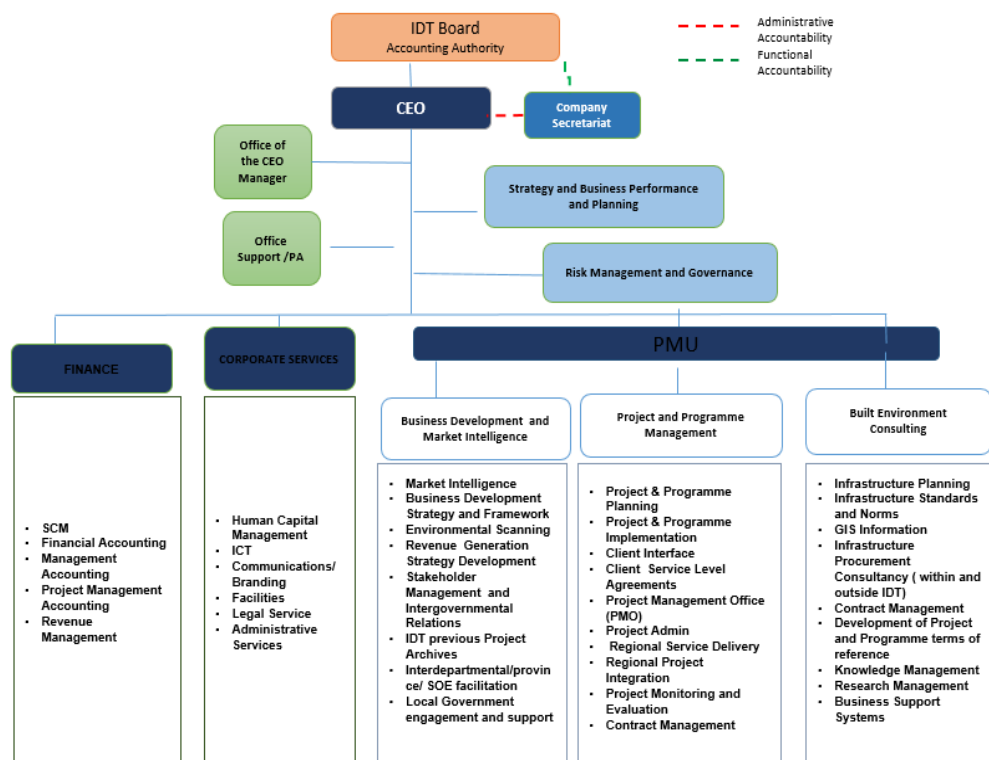 IDT Board
Accounting Authority
Administrative
Accountability
Functional
Accountability
CEO
Company
Secretariat
Office of
the CEO
Manager
Strategy and Business Performance
and Planning
Office
Support /PA
Risk Management and Governance
FINANCE
CORPORATE SERVICES
PMU
Business Development and
Market Intelligence
Project and Programme
Management
Built Environment
Consulting
▪ SCM
▪ Financial Accounting
▪ Management
Accounting
▪ Project Management
Accounting
▪ Revenue
Management
▪ Human Capital
Management
▪ ICT
▪ Communications/
Branding
▪ Facilities
▪ Legal Service
▪ Administrative
Services
▪ Market Intelligence
▪ Business Development
Strategy and Framework
▪ Environmental Scanning
▪ Revenue Generation
Strategy Development
▪ Stakeholder
Management and
Intergovernmental
Relations
▪ IDT previous Project
Archives
▪ Interdepartmental/provin
ce/ SOE facilitation
▪ Local Government
engagement and support
▪ Project & Programme
Planning
▪ Project & Programme
Implementation
▪ Client Interface
▪ Client Service Level
Agreements
▪ Project Management Office
(PMO)
▪ Project Admin
▪ Regional Service Delivery
▪ Regional Project
Integration
▪ Project Monitoring and
Evaluation
▪ Contract Management
▪ Infrastructure Planning
▪ Infrastructure Standards
and Norms
▪ GIS Information
▪ Infrastructure
Procurement
Consultancy ( within and
outside IDT)
▪ Contract Management
▪ Development of Project
and Programme terms of
reference
▪ Knowledge Management
▪ Research Management
▪ Business Support
Systems